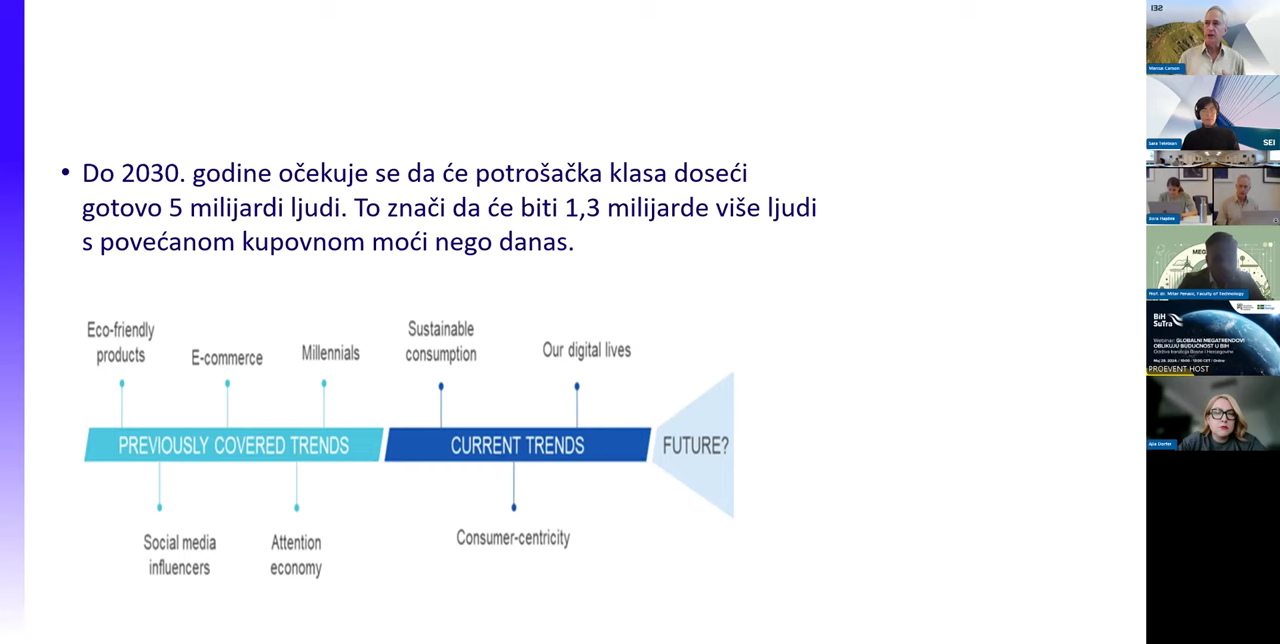 • Do 2030. godine očekuje se da će potrošačka klasa doseći
gotovo 5 milijardi ljudi. To znači da će biti 1,3 milijarde više ljudi
s povećanom kupovnom moći nego danas.
Eco-friendly
products
E-commerce
Millennials
Sustainable
consumption
Our digital lives
PREVIOUSLY COVERED TRENDS
CURRENT TRENDS
FUTURE?
Social media
influencers
Attention
economy
Consumer-centricity
Marcus Carson
SEI
BiH
SuTra
Webinar: GLOBALNI MEGATRENDOVI
OBLIKUJU BUDUĆNOST U BIH
PROEVENT HOST